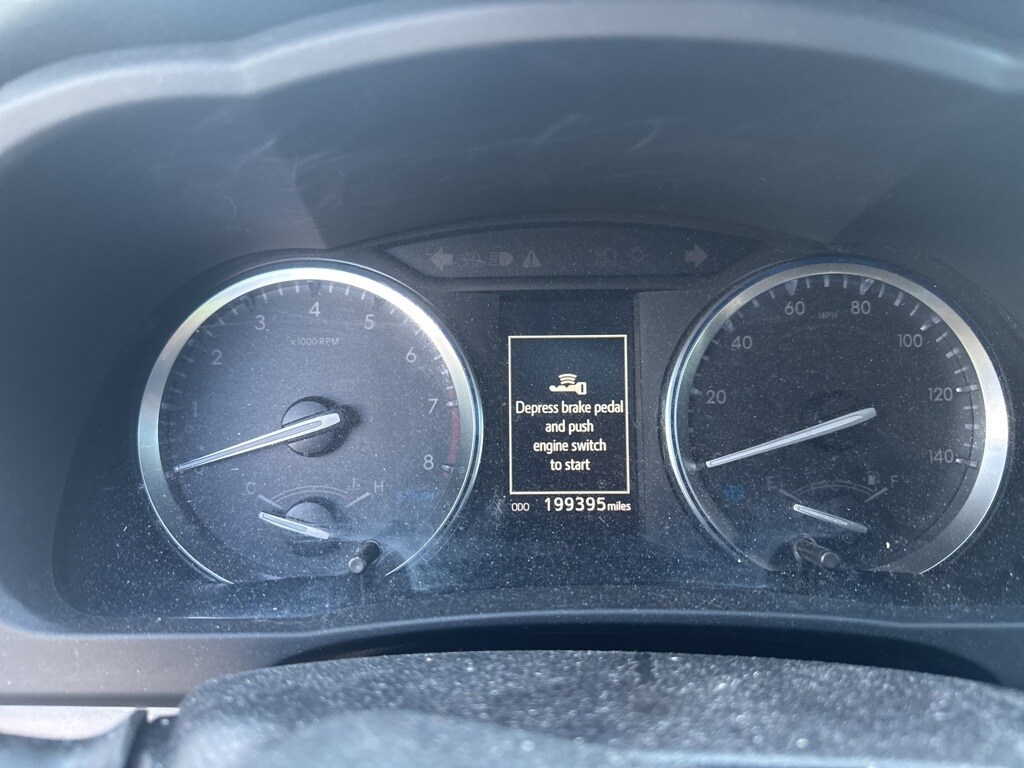 1
2
3
4
5
6
7
8
x1000 RPM
C
H
Depress brake pedal
and push
engine switch
to start
ODO 199395 miles
20
40
60
MPH
80
100
120
140
E
F